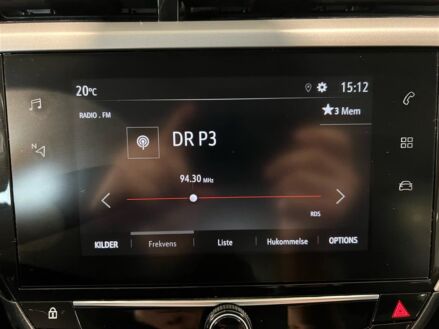 20°C 15:12
RADIO . FM ★3 Mem
DR P3
N
94.30 MHz
RDS
KILDER Frekvens Liste Hukommelse OPTIONS